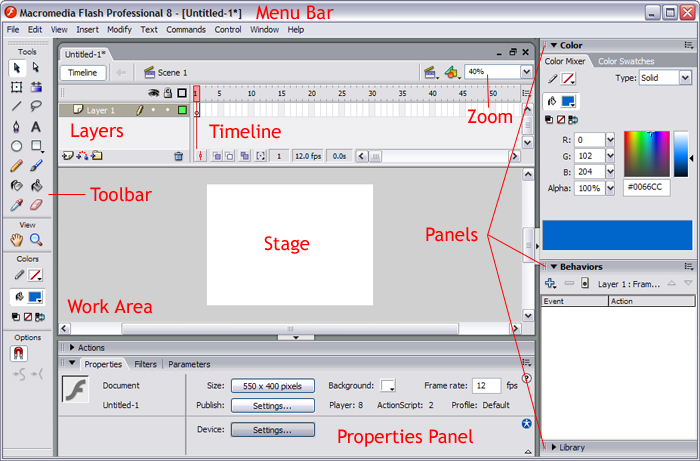 Macromedia Flash Professional 8 - [Untitled-1*] Menu Bar
File Edit View Insert Modify Text Commands Control Window Help
Tools
Untitled-1*
Timeline Scene 1 40%
Layer 1
1 5 10 15 20 25 30 35 40 45 50
Layers
Timeline
Zoom
1 12.0 fps 0.0s
Toolbar
View
Colors
Options
Stage
Work Area
Panels
Color
Color Mixer Color Swatches
Type: Solid
R: 0
G: 102
B: 204
Alpha: 100% #0066CC
Behaviors
Layer 1 : Fram...
Event Action
Library
Actions
Properties Filters Parameters
Document Size: 550 x 400 pixels Background: Frame rate: 12 fps
Untitled-1 Publish: Settings... Player: 8 ActionScript: 2 Profile: Default
Device: Settings...
Properties Panel